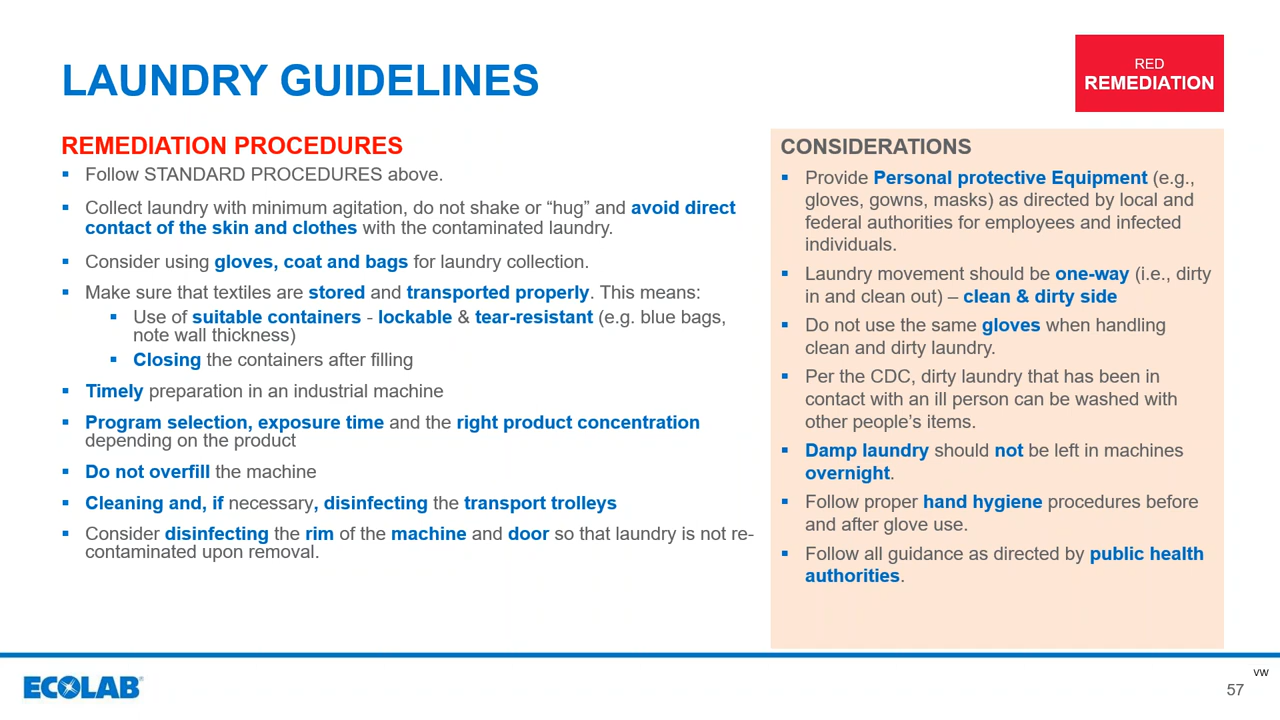 LAUNDRY GUIDELINES
RED
REMEDIATION
REMEDIATION PROCEDURES
▪ Follow STANDARD PROCEDURES above.
▪ Collect laundry with minimum agitation, do not shake or “hug” and avoid direct
contact of the skin and clothes with the contaminated laundry.
▪ Consider using gloves, coat and bags for laundry collection.
▪ Make sure that textiles are stored and transported properly. This means:
▪ Use of suitable containers - lockable & tear-resistant (e.g. blue bags,
note wall thickness)
▪ Closing the containers after filling
▪ Timely preparation in an industrial machine
▪ Program selection, exposure time and the right product concentration
depending on the product
▪ Do not overfill the machine
▪ Cleaning and, if necessary, disinfecting the transport trolleys
▪ Consider disinfecting the rim of the machine and door so that laundry is not re-
contaminated upon removal.
CONSIDERATIONS
▪ Provide Personal protective Equipment (e.g.,
gloves, gowns, masks) as directed by local and
federal authorities for employees and infected
individuals.
▪ Laundry movement should be one-way (i.e., dirty
in and clean out) – clean & dirty side
▪ Do not use the same gloves when handling
clean and dirty laundry.
▪ Per the CDC, dirty laundry that has been in
contact with an ill person can be washed with
other people’s items.
▪ Damp laundry should not be left in machines
overnight.
▪ Follow proper hand hygiene procedures before
and after glove use.
▪ Follow all guidance as directed by public health
authorities.
ECOLAB®
VW
57